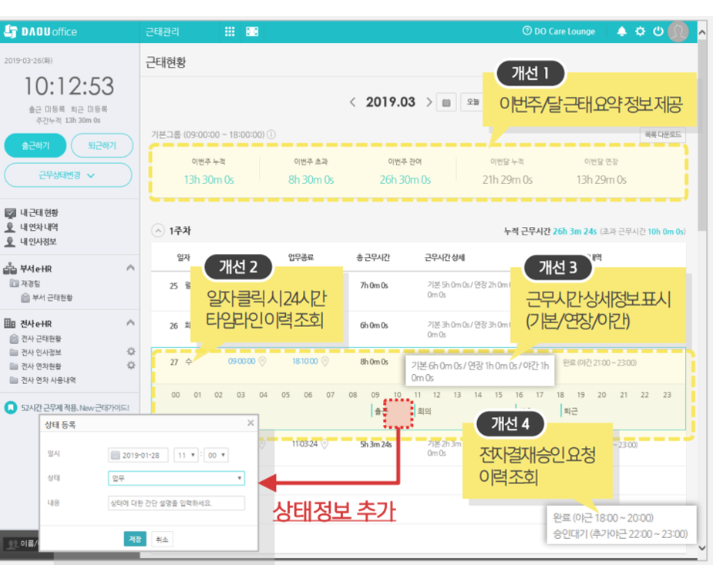 DAOU office
근태관리
DO Care Lounge
2019-03-26(화)
10:12:53
출근 미등록 퇴근 미등록
주간누적 13h 30m 0s
출근하기
퇴근하기
근무상태변경
내 근태 현황
내 연차 내역
내 인사정보
부서 e-HR
재경팀
부서 근태현황
전사 e-HR
전사 근태현황
전사 인사정보
전사 연차현황
전사 연차 사용내역
52시간 근무제 적용, New 근태가이드!
근태현황
2019.03
오늘
개선 1
이번주/달 근태 요약 정보 제공
기본그룹 (09:00:00 ~ 18:00:00)
목록 다운로드
이번주 누적
이번주 초과
이번주 잔여
이번달 누적
이번달 연장
13h 30m 0s
8h 30m 0s
26h 30m 0s
21h 29m 0s
13h 29m 0s
1주차
누적 근무시간 26h 3m 24s (초과 근무시간 10h 0m 0s)
일자
업무종료
총 근무시간
근무시간 상세
개선 2
일자 클릭 시 24시간
타임라인 이력 조회
개선 3
근무시간 상세정보 표시
(기본/연장/야간)
25 월
7h 0m 0s
기본 5h 0m 0s / 연장 2h 0m
0m 0s
26 화
6h 0m 0s
기본 3h 0m 0s / 연장 3h 0m
0m 0s
27 수
09:00:00
18:10:00
8h 0m 0s
기본 6h 0m 0s / 연장 1h 0m 0s / 야간 1h
0m 0s
완료 (야간 21:00 ~ 23:00)
00 01 02 03 04 05 06 07 08 09 10 11 12 13 14 15 16 17 18 19 20 21 22 23
회의
퇴근
11:03:24
5h 3m 24s
기본 2h 3m
0m 0s
~ 23:00)
개선 4
전자결재 승인 요청
이력 조회
완료 (야근 18:00 ~ 20:00)
승인대기 (추가야근 22:00 ~ 23:00)
상태정보 추가
상태 등록
일시
2019-01-28
11
:
00
상태
업무
내용
상태에 대한 간단 설명을 입력하세요.
저장
취소